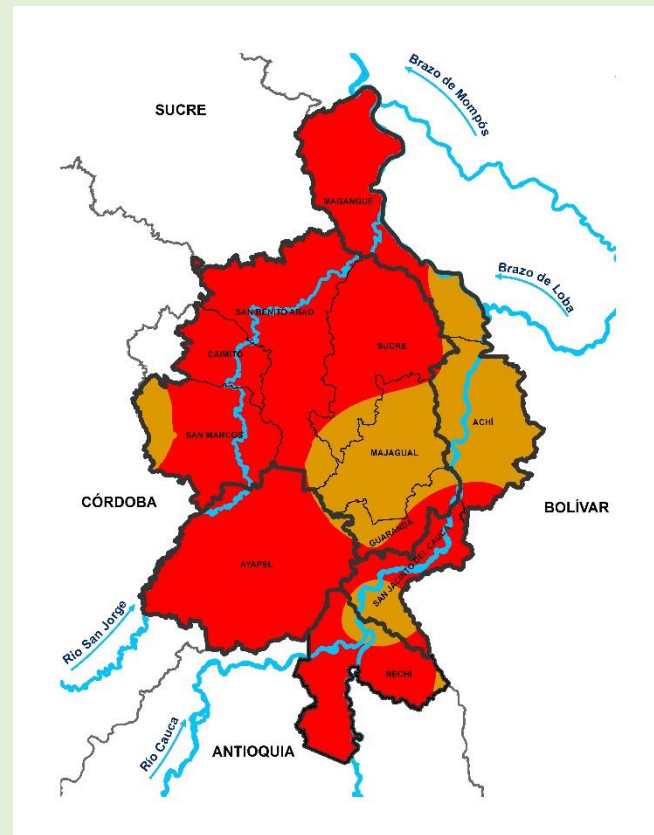 Brazo de Mompós
SUCRE
MAGANGUE
Brazo de Loba
SAN BENITO ABAD
SUCRE
CAIMITO
ACHÍ
SAN MARCOS
MAJAGUAL
CÓRDOBA
BOLÍVAR
GUARANDA
AYAPEL
SAN JACINTO DEL CAUCA
Río San Jorge
NECHÍ
Río Cauca
ANTIOQUIA